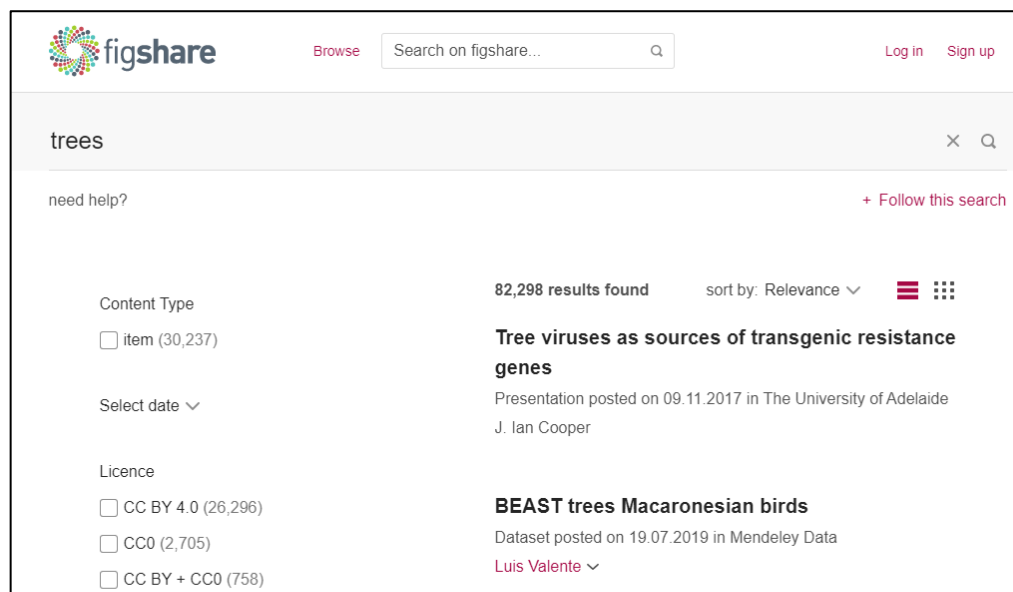 figshare Browse Search on figshare... Log in Sign up
trees
need help? + Follow this search
82,298 results found sort by: Relevance
Content Type
item (30,237)
Select date
Licence
CC BY 4.0 (26,296)
CC0 (2,705)
CC BY + CC0 (758)
Tree viruses as sources of transgenic resistance
genes
Presentation posted on 09.11.2017 in The University of Adelaide
J. Ian Cooper
BEAST trees Macaronesian birds
Dataset posted on 19.07.2019 in Mendeley Data
Luis Valente